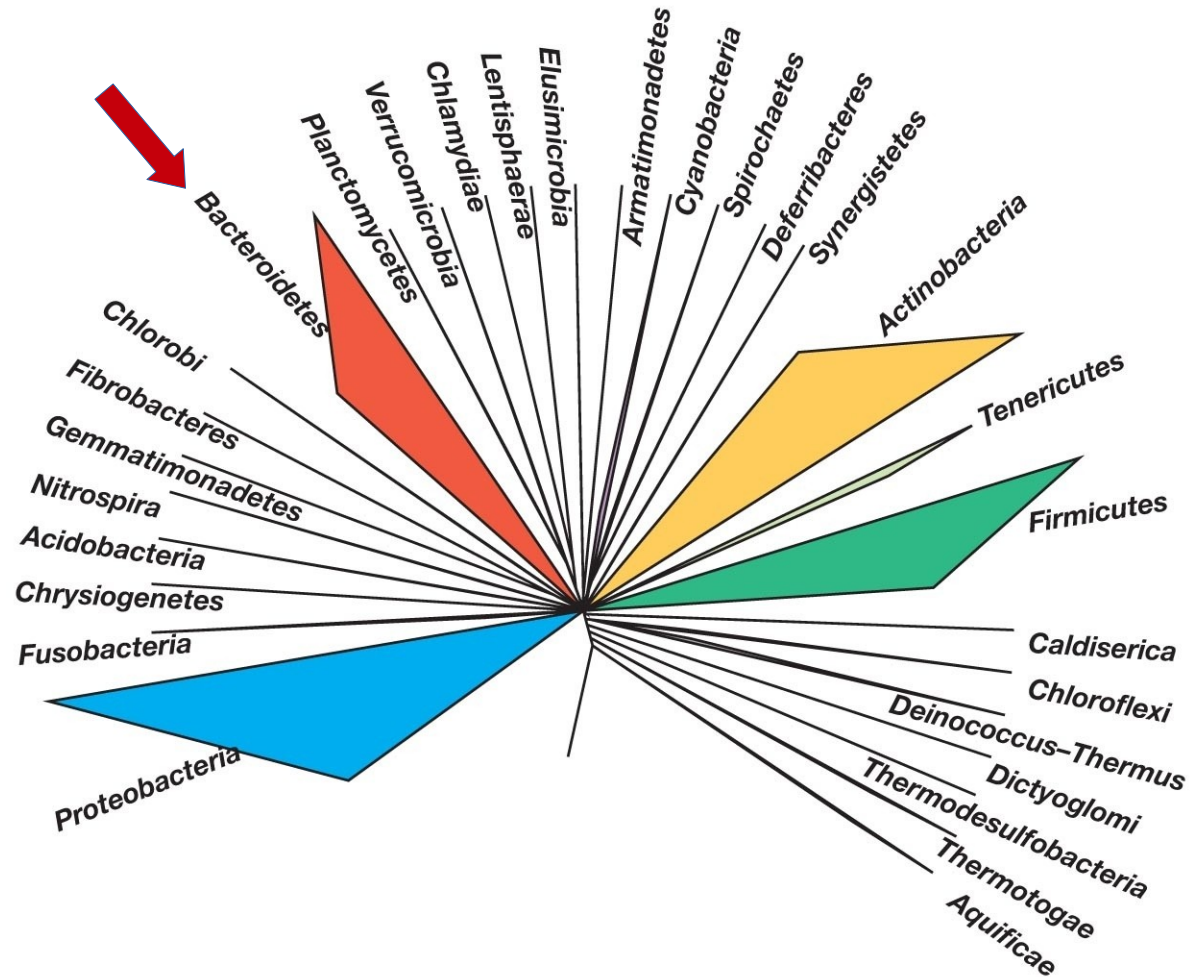 Bacteroidetes
Planctomycetes
Verrucomicrobia
Chlamydiae
Lentisphaerae
Elusimicrobia
Armatimonadetes
Cyanobacteria
Spirochaetes
Deferribacteres
Synergistetes
Actinobacteria
Tenericutes
Firmicutes
Caldiserica
Chloroflexi
Deinococcus–Thermus
Dictyoglomi
Thermodesulfobacteria
Thermotogae
Aquificae
Chlorobi
Fibrobacteres
Gemmatimonadetes
Nitrospira
Acidobacteria
Chrysiogenetes
Fusobacteria
Proteobacteria